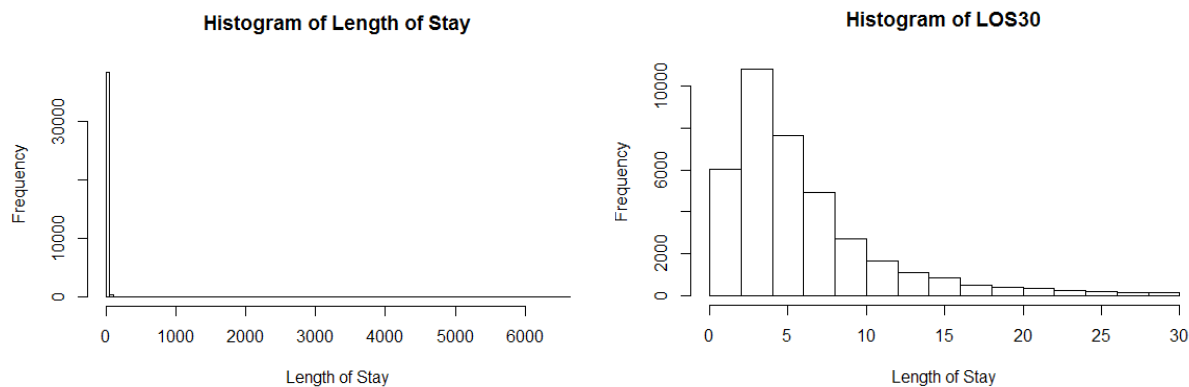 Histogram of Length of Stay
Frequency
30000
10000
0
0 1000 2000 3000 4000 5000 6000
Length of Stay
Histogram of LOS30
Frequency
10000
6000
2000
0
0 5 10 15 20 25 30
Length of Stay